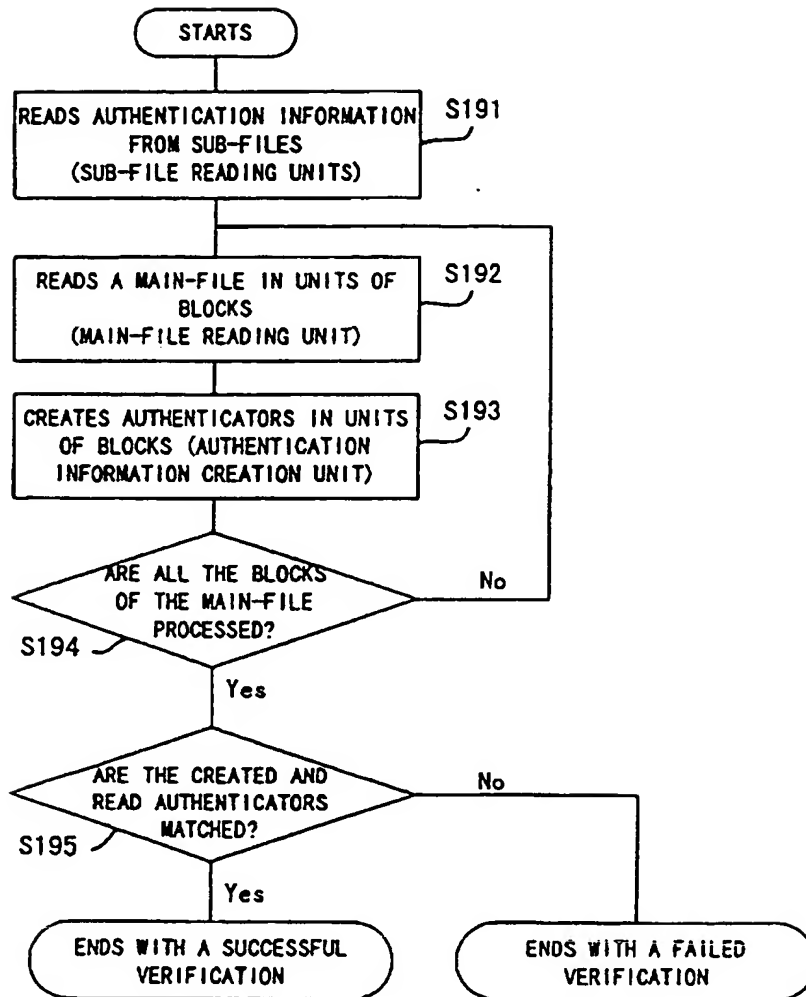 STARTS
READS AUTHENTICATION INFORMATION
FROM SUB-FILES
(SUB-FILE READING UNITS)
S191
READS A MAIN-FILE IN UNITS OF
BLOCKS
(MAIN-FILE READING UNIT)
S192
CREATES AUTHENTICATORS IN UNITS
OF BLOCKS (AUTHENTICATION
INFORMATION CREATION UNIT)
S193
ARE ALL THE BLOCKS
OF THE MAIN-FILE
PROCESSED?
No
S194
Yes
ARE THE CREATED AND
READ AUTHENTICATORS
MATCHED?
No
S195
Yes
ENDS WITH A SUCCESSFUL
VERIFICATION
ENDS WITH A FAILED
VERIFICATION